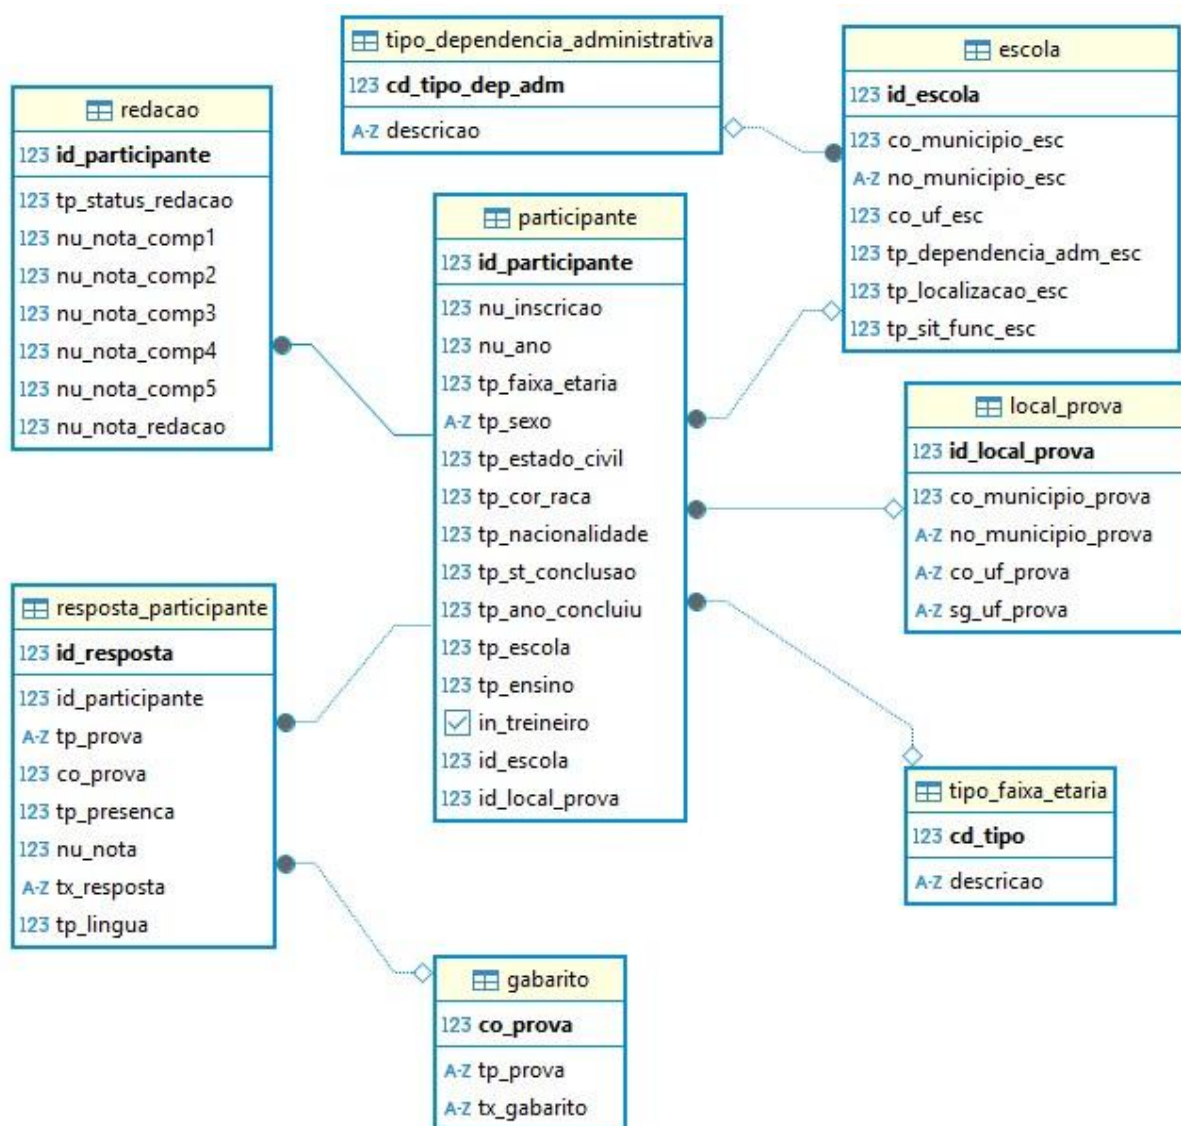 tipo_dependencia_administrativa
123 cd_tipo_dep_adm
A-Z descricao
escola
123 id_escola
123 co_municipio_esc
A-Z no_municipio_esc
123 co_uf_esc
123 tp_dependencia_adm_esc
123 tp_localizacao_esc
123 tp_sit_func_esc
redacao
123 id_participante
123 tp_status_redacao
123 nu_nota_comp1
123 nu_nota_comp2
123 nu_nota_comp3
123 nu_nota_comp4
123 nu_nota_comp5
123 nu_nota_redacao
participante
123 id_participante
123 nu_inscricao
123 nu_ano
123 tp_faixa_etaria
A-Z tp_sexo
123 tp_estado_civil
123 tp_cor_raca
123 tp_nacionalidade
123 tp_st_conclusao
123 tp_ano_concluiu
123 tp_escola
123 tp_ensino
in_treineiro
123 id_escola
123 id_local_prova
local_prova
123 id_local_prova
123 co_municipio_prova
A-Z no_municipio_prova
A-Z co_uf_prova
A-Z sg_uf_prova
resposta_participante
123 id_resposta
123 id_participante
A-Z tp_prova
123 co_prova
123 tp_presenca
123 nu_nota
A-Z tx_resposta
123 tp_lingua
tipo_faixa_etaria
123 cd_tipo
A-Z descricao
gabarito
123 co_prova
A-Z tp_prova
A-Z tx_gabarito